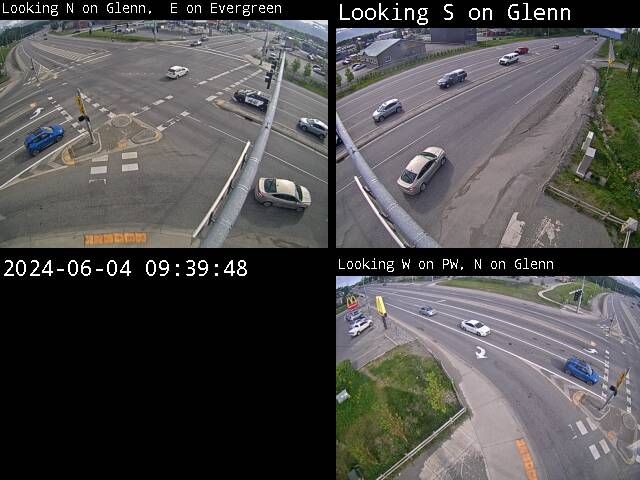 Looking N on Glenn, E on Evergreen
Looking S on Glenn
2024-06-04 09:39:48
Looking W on PW, N on Glenn